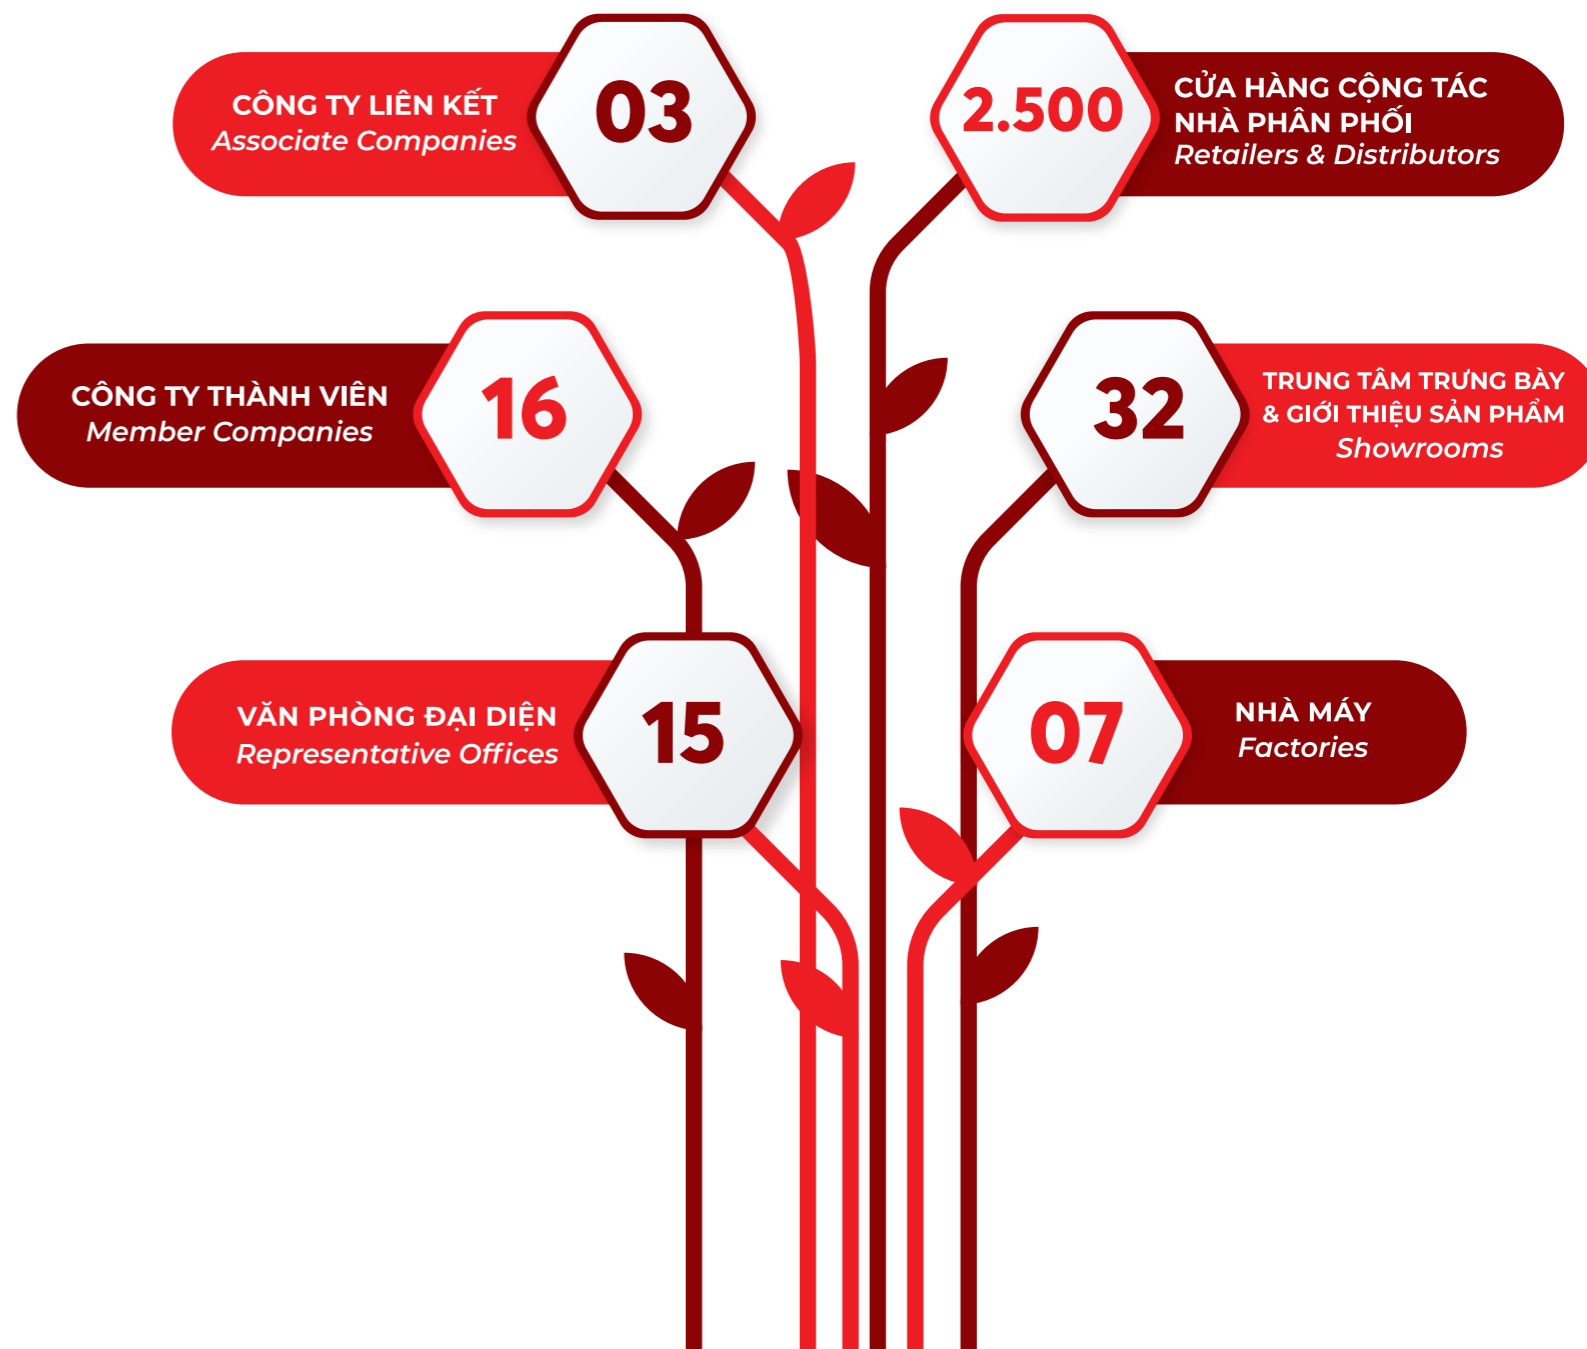 CÔNG TY LIÊN KẾT
Associate Companies
03
2.500
CỬA HÀNG CỘNG TÁC
NHÀ PHÂN PHỐI
Retailers & Distributors
CÔNG TY THÀNH VIÊN
Member Companies
16
32
TRUNG TÂM TRƯNG BÀY
& GIỚI THIỆU SẢN PHẨM
Showrooms
VĂN PHÒNG ĐẠI DIỆN
Representative Offices
15
07
NHÀ MÁY
Factories